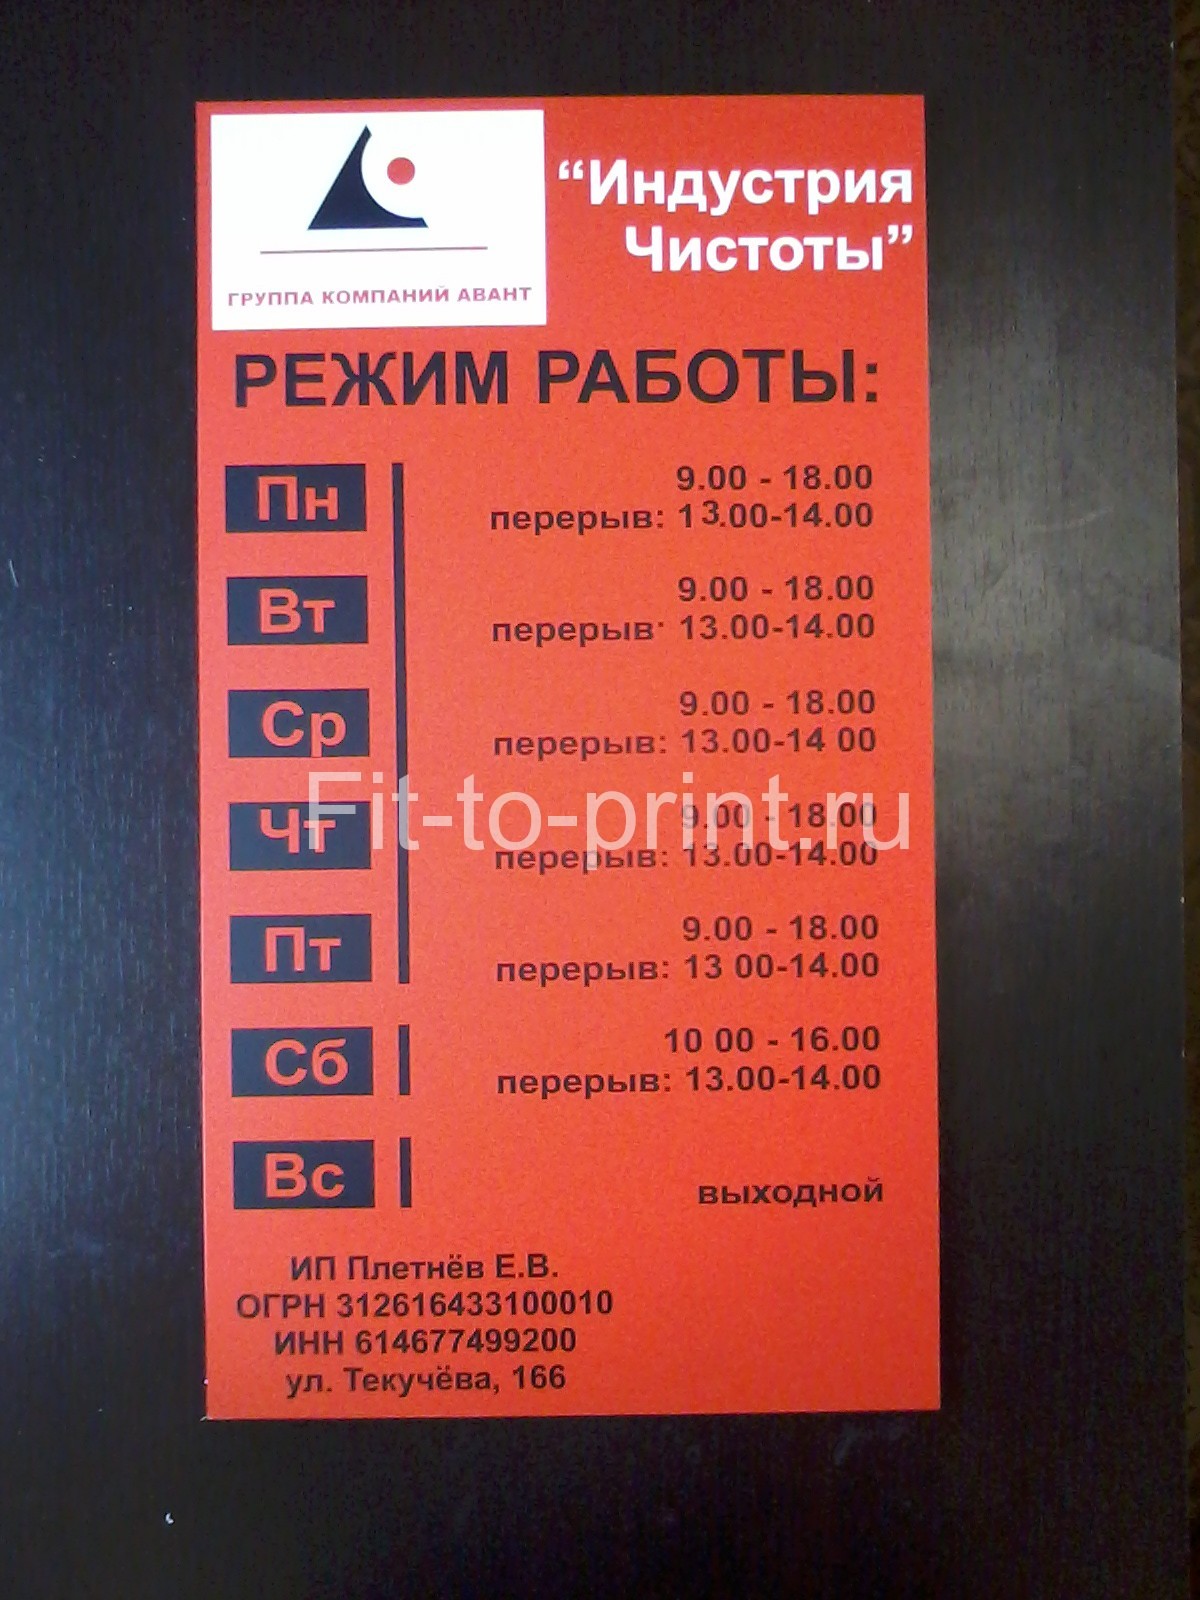 “Индустрия
Чистоты”
ГРУППА КОМПАНИЙ АВАНТ
РЕЖИМ РАБОТЫ:
Пн 9.00 - 18.00
перерыв: 13.00-14.00
Вт 9.00 - 18.00
перерыв· 13.00-14.00
Ср 9.00 - 18.00
перерыв: 13.00-14 00
Fit-to-print.ru
Чт 9.00 - 18.00
перерыв: 13.00-14.00
Пт 9.00 - 18.00
перерыв: 13 00-14.00
Сб 10 00 - 16.00
перерыв: 13.00-14.00
Вс выходной
ИП Плетнёв Е.В.
ОГРН 312616433100010
ИНН 614677499200
ул. Текучёва, 166